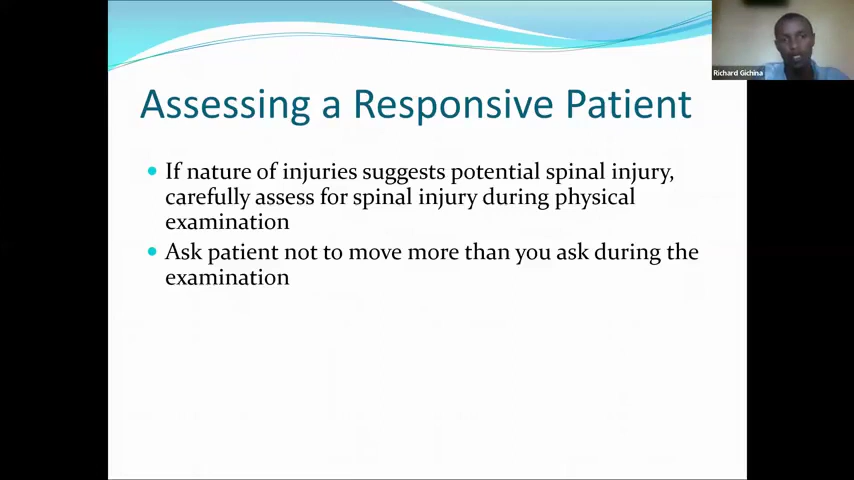 Richard Gichina
Assessing a Responsive Patient
If nature of injuries suggests potential spinal injury,
carefully assess for spinal injury during physical
examination
Ask patient not to move more than you ask during the
examination